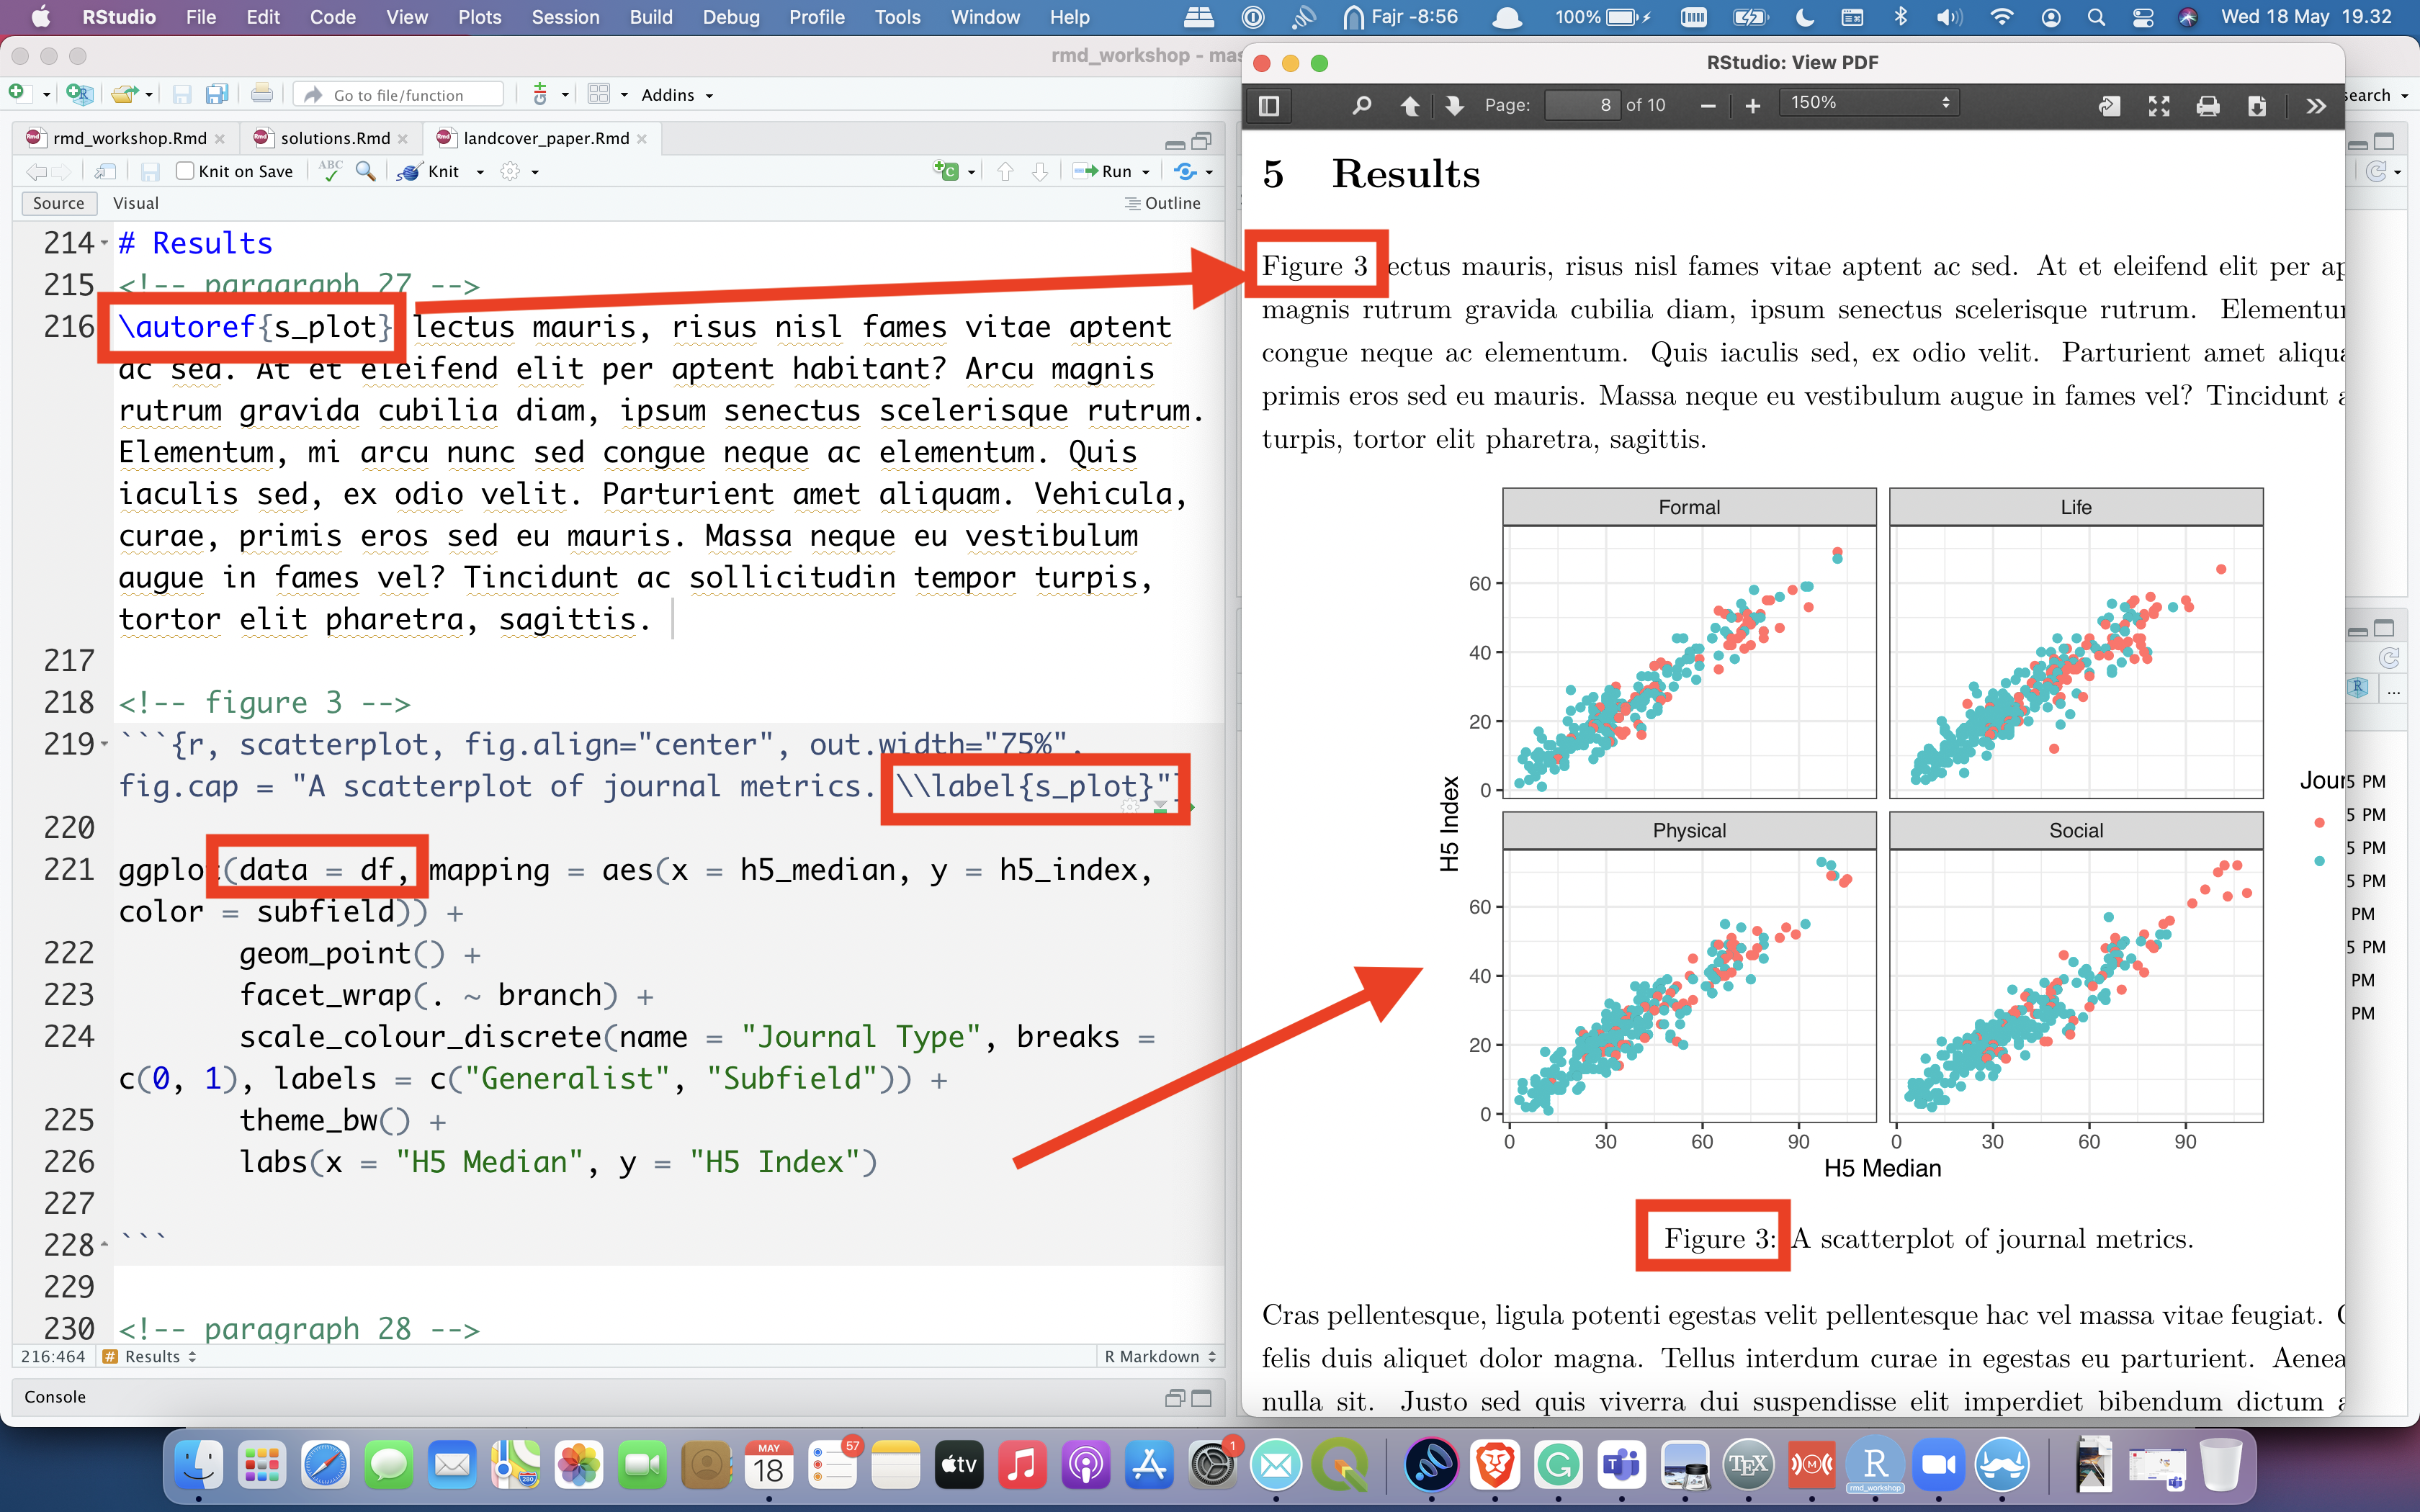 RStudio File Edit Code View Plots Session Build Debug Profile Tools Window Help Fajr -8:56 100% Wed 18 May 19.32
rmd_workshop - mas
Go to file/function Addins
rmd_workshop.Rmd solutions.Rmd landcover_paper.Rmd
Knit on Save ABC Knit Run
Source Visual Outline
214 # Results
215 <!-- paragraph 27 -->
216 \autoref{s_plot} lectus mauris, risus nisl fames vitae aptent
ac sed. At et eleifend elit per aptent habitant? Arcu magnis
rutrum gravida cubilia diam, ipsum senectus scelerisque rutrum.
Elementum, mi arcu nunc sed congue neque ac elementum. Quis
iaculis sed, ex odio velit. Parturient amet aliquam. Vehicula,
curae, primis eros sed eu mauris. Massa neque eu vestibulum
augue in fames vel? Tincidunt ac sollicitudin tempor turpis,
tortor elit pharetra, sagittis.
217
218 <!-- figure 3 -->
219 ```{r, scatterplot, fig.align="center", out.width="75%",
fig.cap = "A scatterplot of journal metrics. \\label{s_plot}"}
220
221 ggplot(data = df, mapping = aes(x = h5_median, y = h5_index,
color = subfield)) +
222 geom_point() +
223 facet_wrap(. ~ branch) +
224 scale_colour_discrete(name = "Journal Type", breaks =
c(0, 1), labels = c("Generalist", "Subfield")) +
225 theme_bw() +
226 labs(x = "H5 Median", y = "H5 Index")
227
228 ```
229
230 <!-- paragraph 28 -->
216:464 # Results R Markdown
Console
RStudio: View PDF
Page: 8 of 10 150%
earch
5 Results
Figure 3 ectus mauris, risus nisl fames vitae aptent ac sed. At et eleifend elit per ap
magnis rutrum gravida cubilia diam, ipsum senectus scelerisque rutrum. Elementu
congue neque ac elementum. Quis iaculis sed, ex odio velit. Parturient amet aliqua
primis eros sed eu mauris. Massa neque eu vestibulum augue in fames vel? Tincidunt a
turpis, tortor elit pharetra, sagittis.
Formal Life
60
40
20
0
Physical Social
60
40
20
0
0 30 60 90 0 30 60 90
H5 Index
H5 Median
Jour
5 PM
5 PM
5 PM
5 PM
PM
5 PM
PM
PM
Figure 3: A scatterplot of journal metrics.
Cras pellentesque, ligula potenti egestas velit pellentesque hac vel massa vitae feugiat. C
felis duis aliquet dolor magna. Tellus interdum curae in egestas eu parturient. Aenea
nulla sit. Justo sed quis viverra dui suspendisse elit imperdiet bibendum dictum a
MAY
18
57
tv
1
TEX
R
rmd_workshop